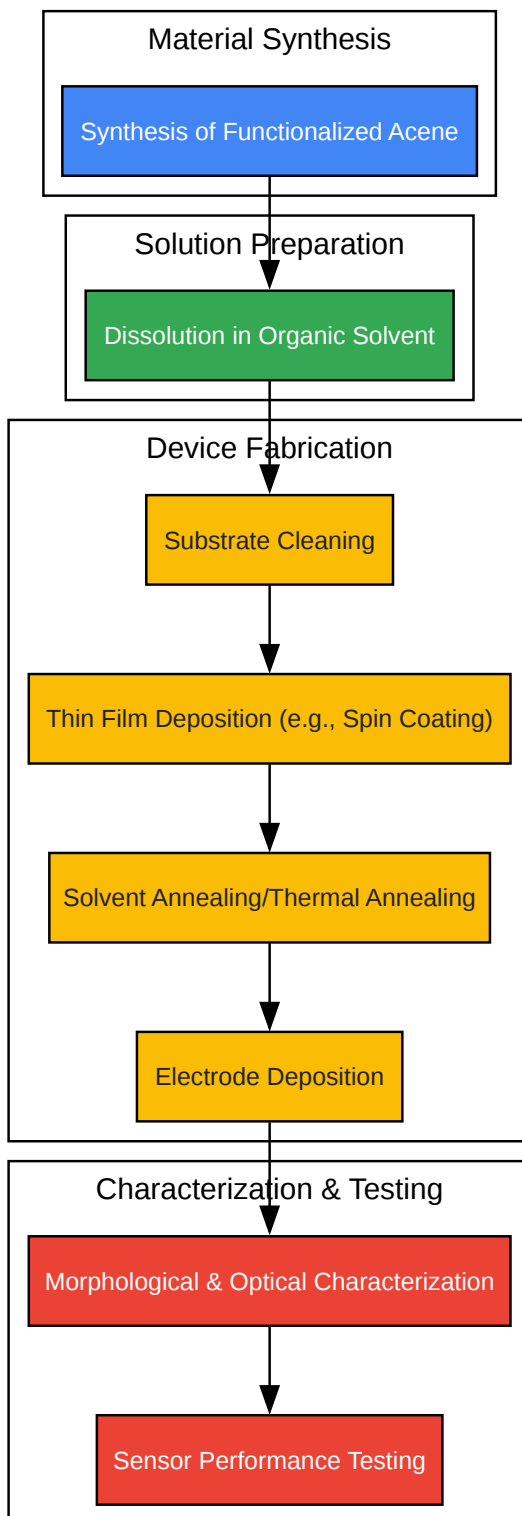 Material Synthesis
Synthesis of Functionalized Acene
Solution Preparation
Dissolution in Organic Solvent
Device Fabrication
Substrate Cleaning
Thin Film Deposition (e.g., Spin Coating)
Solvent Annealing/Thermal Annealing
Electrode Deposition
Characterization & Testing
Morphological & Optical Characterization
Sensor Performance Testing